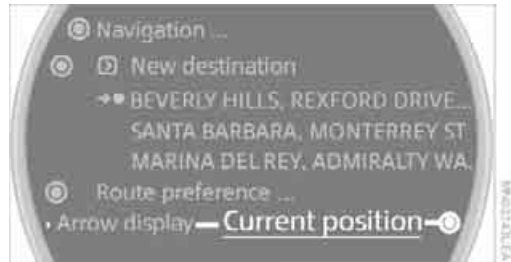 Navigation ...
New destination
BEVERLY HILLS, REXFORD DRIVE...
SANTA BARBARA, MONTERREY ST
MARINA DEL REY, ADMIRALTY WA.
Route preference ...
Arrow display Current position